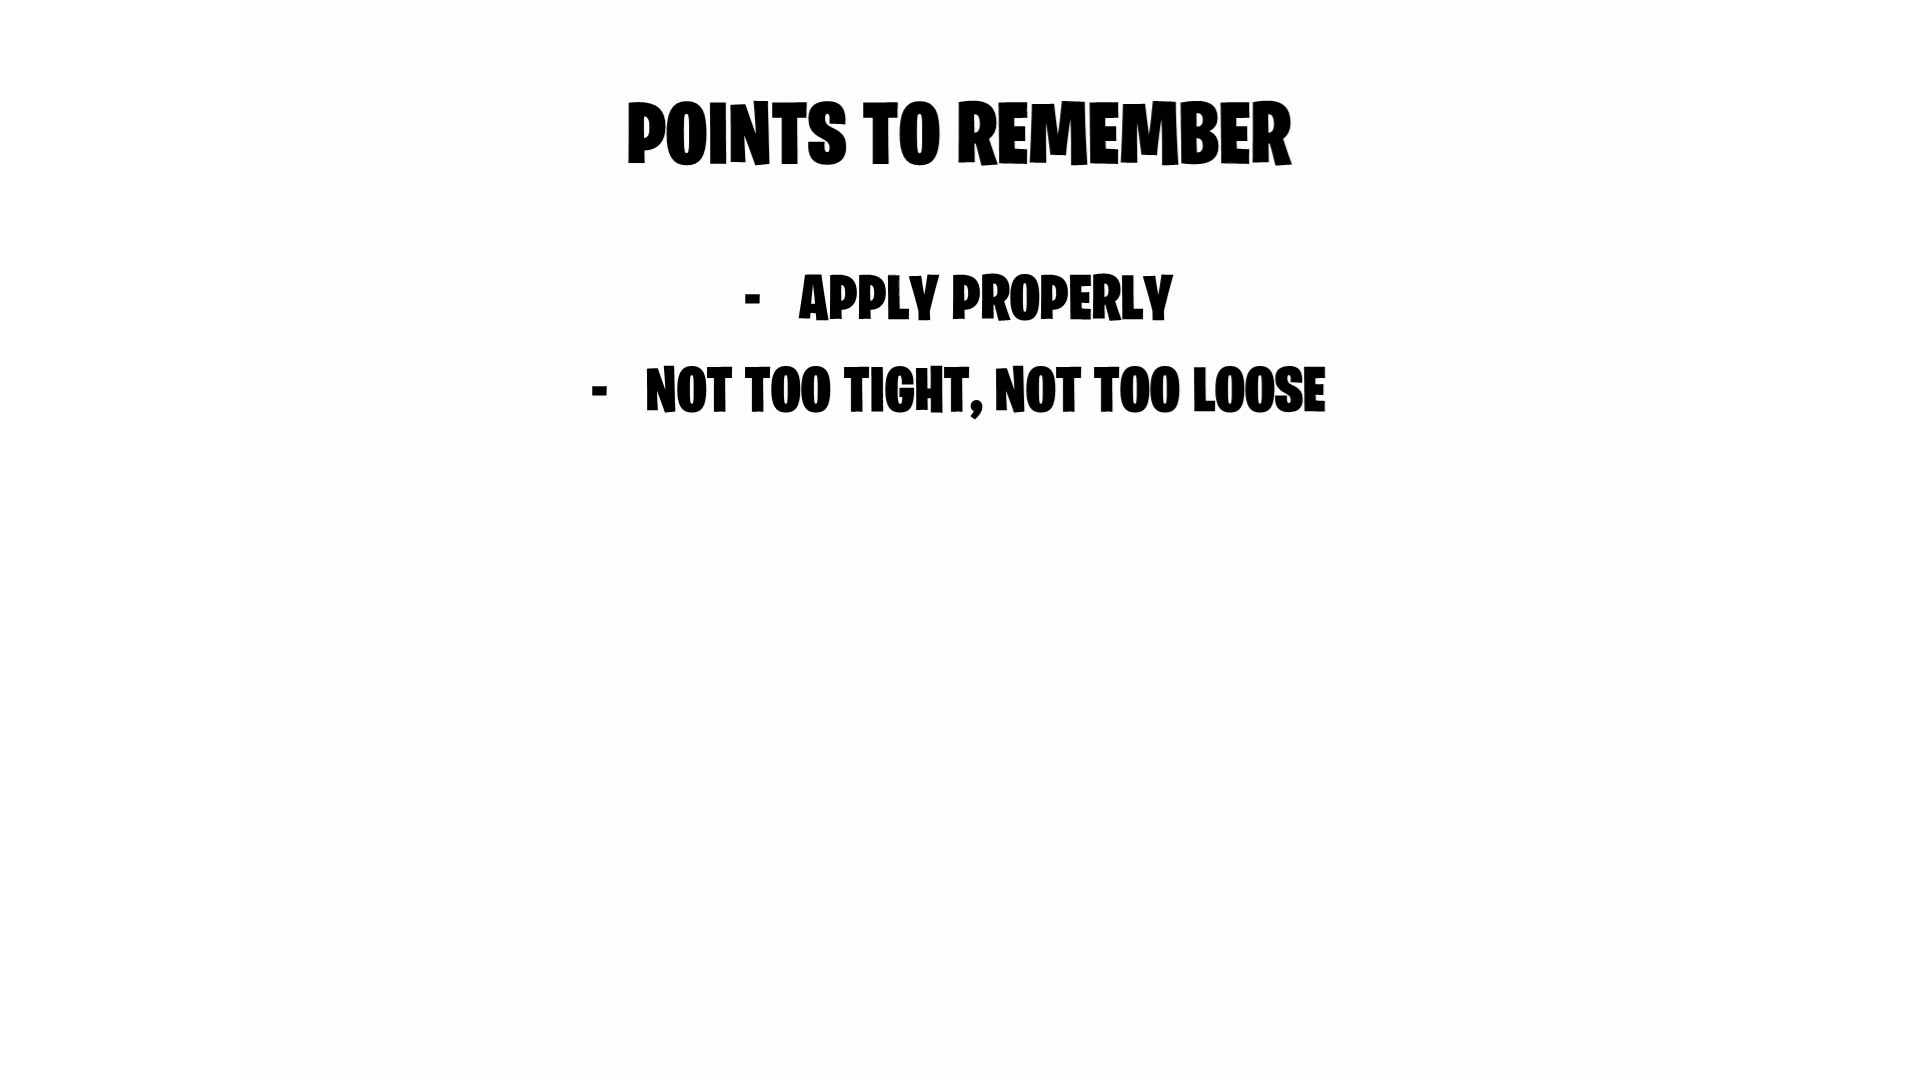 POINTS TO REMEMBER
- APPLY PROPERLY
- NOT TOO TIGHT, NOT TOO LOOSE